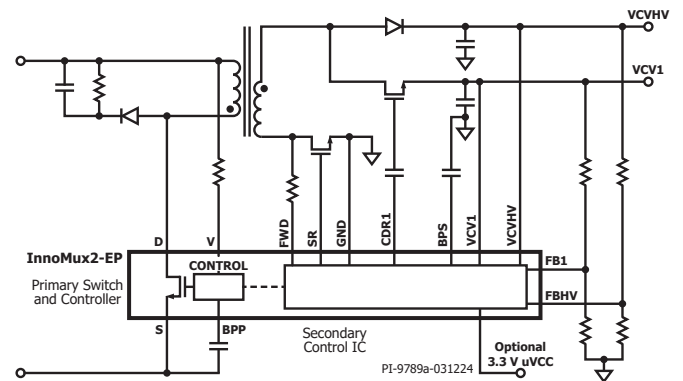 VCVHV
VCV1
FWD
SR
GND
CDR1
BPS
VCV1
VCVHV
D
V
InnoMux2-EP
CONTROL
FB1
Primary Switch
and Controller
FBHV
S
BPP
Secondary
Control IC
Optional
3.3 V uVCC
PI-9789a-031224